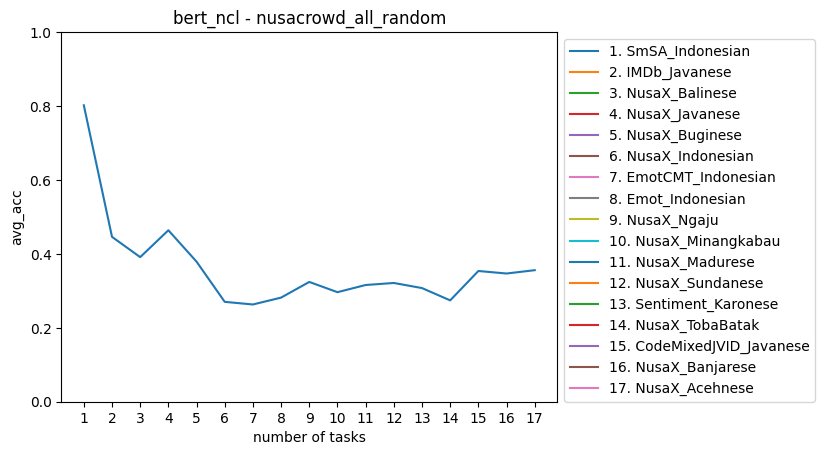 bert_ncl - nusacrowd_all_random
avg_acc
1.0
0.8
0.6
0.4
0.2
0.0
1 2 3 4 5 6 7 8 9 10 11 12 13 14 15 16 17
number of tasks
1. SmSA_Indonesian
2. IMDb_Javanese
3. NusaX_Balinese
4. NusaX_Javanese
5. NusaX_Buginese
6. NusaX_Indonesian
7. EmotCMT_Indonesian
8. Emot_Indonesian
9. NusaX_Ngaju
10. NusaX_Minangkabau
11. NusaX_Madurese
12. NusaX_Sundanese
13. Sentiment_Karonese
14. NusaX_TobaBatak
15. CodeMixedJVID_Javanese
16. NusaX_Banjarese
17. NusaX_Acehnese